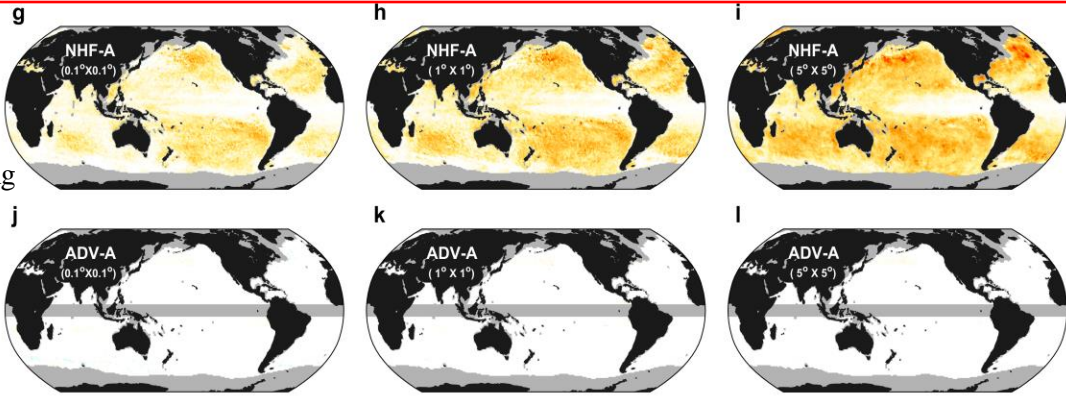 g
NHF-A
(0.1°X0.1°)
h
NHF-A
( 1° X 1°)
i
NHF-A
( 5° X 5°)
g
j
ADV-A
(0.1°X0.1°)
k
ADV-A
( 1° X 1°)
l
ADV-A
( 5° X 5°)